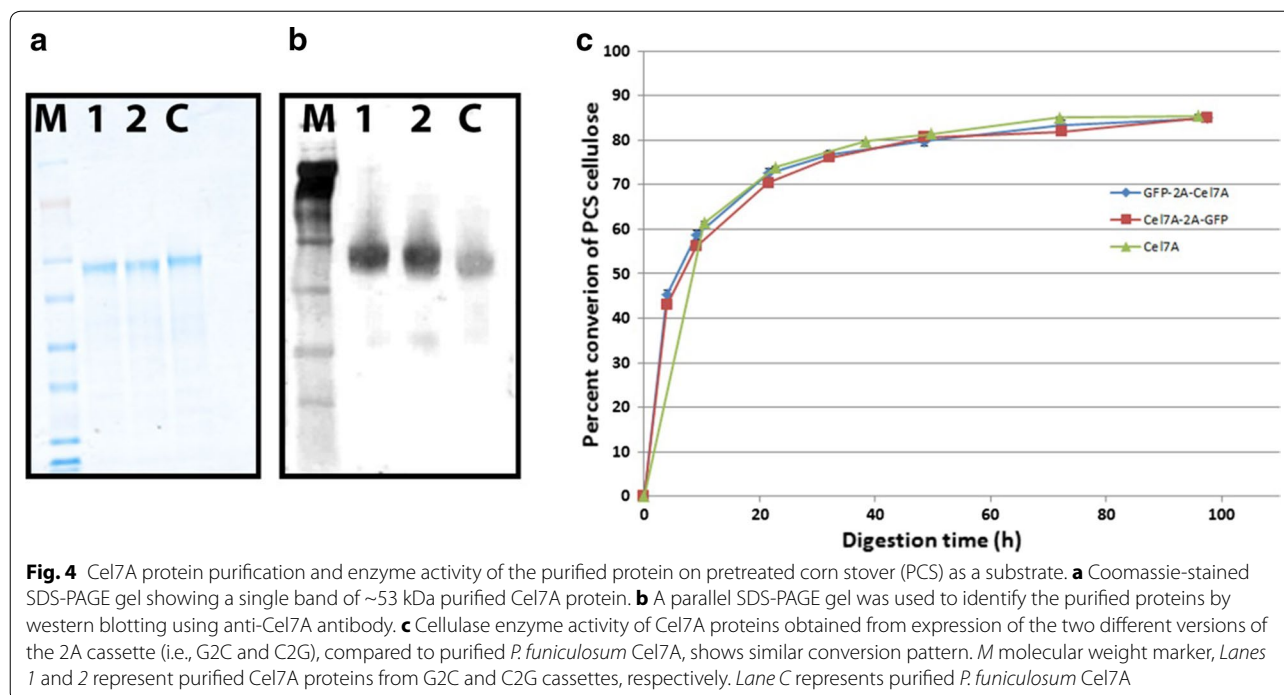 a
b
c
M 1 2 C
M 1 2 C
Percent converion of PCS cellulose
100
90
80
70
60
50
40
30
20
10
0
0 20 40 60 80 100
Digestion time (h)
GFP-2A-Cel7A
Cel7A-2A-GFP
Cel7A
Fig. 4 Cel7A protein purification and enzyme activity of the purified protein on pretreated corn stover (PCS) as a substrate. a Coomassie-stained
SDS-PAGE gel showing a single band of ~53 kDa purified Cel7A protein. b A parallel SDS-PAGE gel was used to identify the purified proteins by
western blotting using anti-Cel7A antibody. c Cellulase enzyme activity of Cel7A proteins obtained from expression of the two different versions of
the 2A cassette (i.e., G2C and C2G), compared to purified P. funiculosum Cel7A, shows similar conversion pattern. M molecular weight marker, Lanes
1 and 2 represent purified Cel7A proteins from G2C and C2G cassettes, respectively. Lane C represents purified P. funiculosum Cel7A